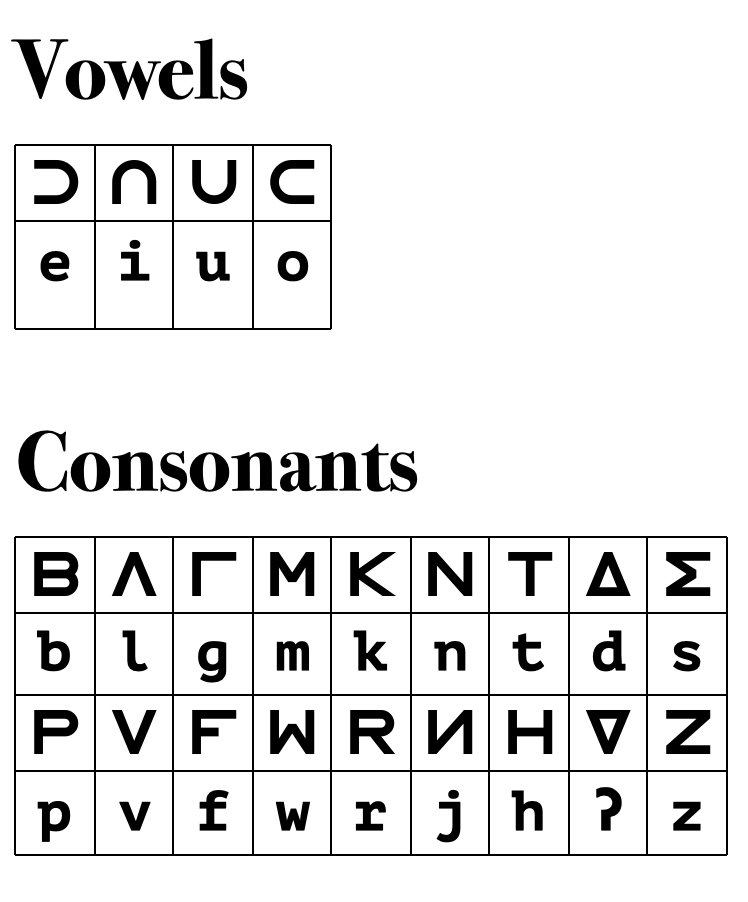 Vowels
⊃ ∩ ∪ ⊂
e i u o
Consonants
B Λ Γ M K N T Δ Σ
b l g m k n t d s
P V F W R И H ∇ Z
p v f w r j h ʔ z